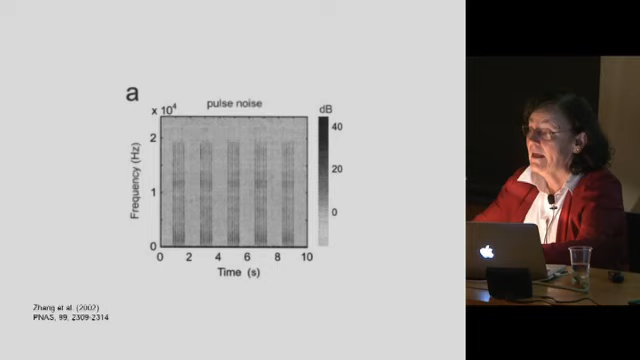 a
pulse noise
dB
x 10⁴
40
2
Frequency (Hz)
20
1
0
0
0 2 4 6 8 10
Time (s)
Zhang et al. (2002)
PNAS, 99, 2309-2314